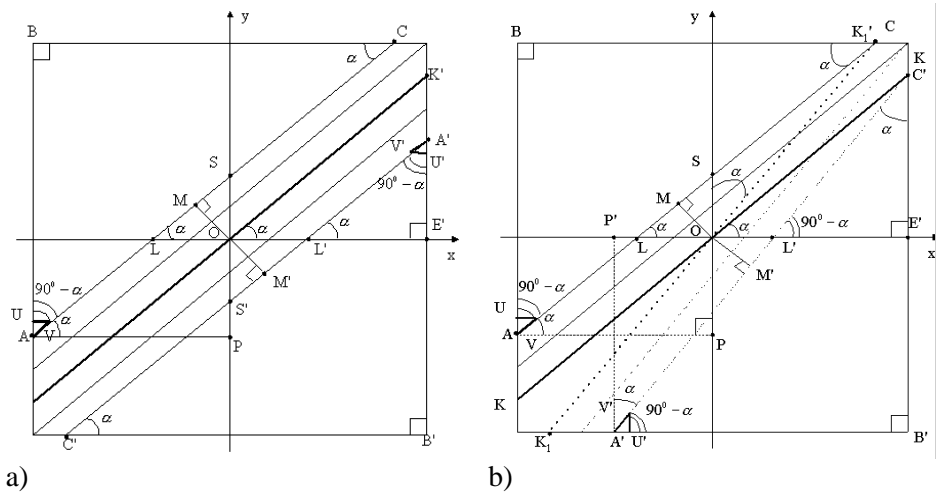 y
B
C
α
K'
A'
V'
U'
S
90⁰ - α
M
O
α
α
α
E'
L
L'
x
90⁰ - α
M'
U
S'
A
V
α
P
α
C'
B'
a)
y
B
K₁'
C
α
K
C'
α
S
α
M
P'
O
90⁰ - α
E'
α
α
L
L'
x
M'
90⁰ - α
U
α
A
V
P
K
α
V'
90⁰ - α
K₁
A'
U'
B'
b)